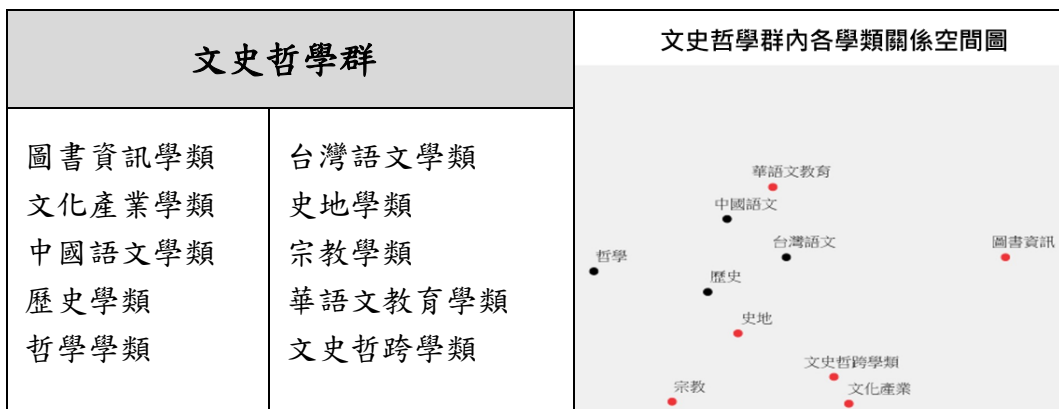 文史哲學群
圖書資訊學類
文化產業學類
中國語文學類
歷史學類
哲學學類
台灣語文學類
史地學類
宗教學類
華語文教育學類
文史哲跨學類
文史哲學群內各學類關係空間圖
華語文教育
中國語文
台灣語文
圖書資訊
哲學
歷史
史地
文史哲跨學類
宗教
文化產業